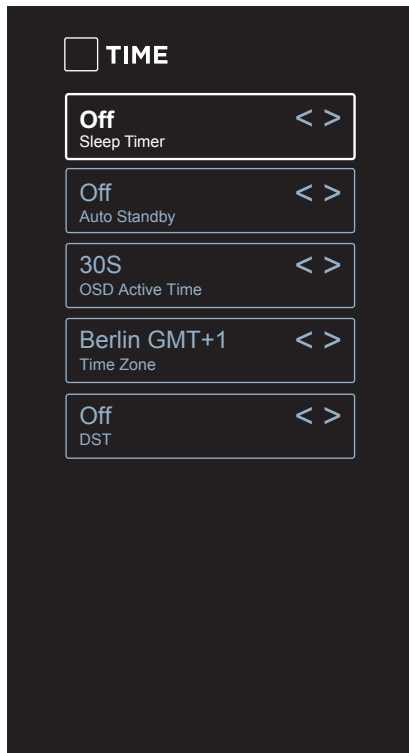 TIME
Off < >
Sleep Timer
Off < >
Auto Standby
30S < >
OSD Active Time
Berlin GMT+1 < >
Time Zone
Off < >
DST